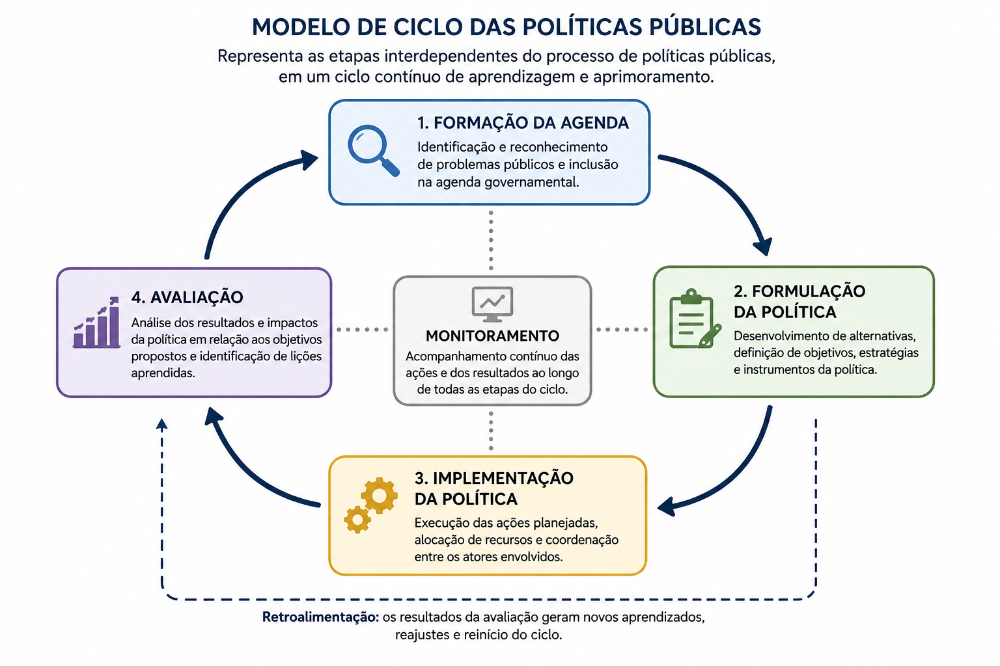 MODELO DE CICLO DAS POLÍTICAS PÚBLICAS
Representa as etapas interdependentes do processo de políticas públicas,
em um ciclo contínuo de aprendizagem e aprimoramento.
1. FORMAÇÃO DA AGENDA
Identificação e reconhecimento
de problemas públicos e inclusão
na agenda governamental.
2. FORMULAÇÃO
DA POLÍTICA
Desenvolvimento de alternativas,
definição de objetivos, estratégias
e instrumentos da política.
3. IMPLEMENTAÇÃO
DA POLÍTICA
Execução das ações planejadas,
alocação de recursos e coordenação
entre os atores envolvidos.
4. AVALIAÇÃO
Análise dos resultados e impactos
da política em relação aos objetivos
propostos e identificação de lições
aprendidas.
MONITORAMENTO
Acompanhamento contínuo das
ações e dos resultados ao longo
de todas as etapas do ciclo.
Retroalimentação: os resultados da avaliação geram novos aprendizados,
reajustes e reinício do ciclo.